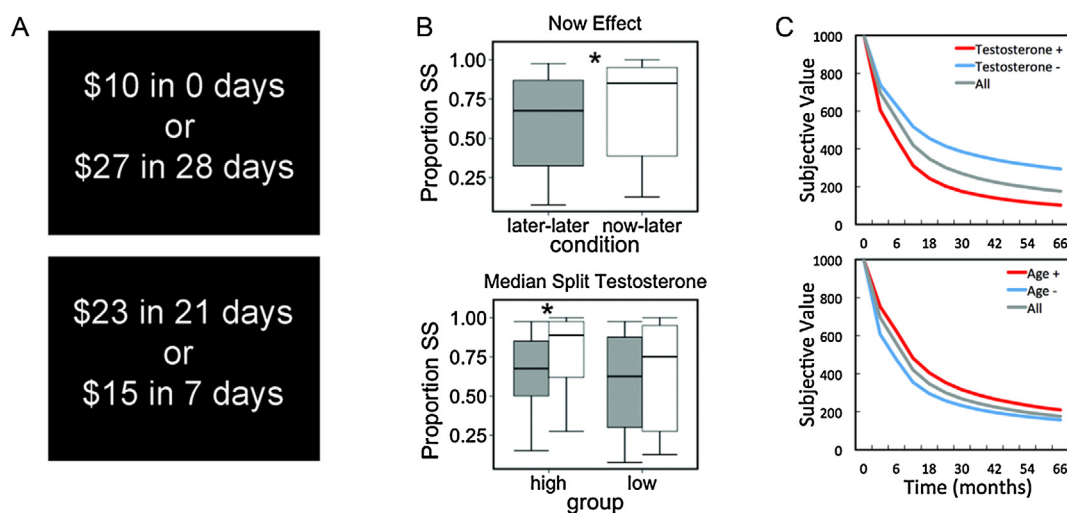 A
$10 in 0 days
or
$27 in 28 days
$23 in 21 days
or
$15 in 7 days
B
Now Effect
Proportion SS
1.00
0.75
0.50
0.25
*
later-later now-later
condition
Median Split Testosterone
Proportion SS
1.00
0.75
0.50
0.25
*
high low
group
C
Subjective Value
1000
800
600
400
200
0
Testosterone +
Testosterone -
All
0 6 18 30 42 54 66
Subjective Value
1000
800
600
400
200
0
Age +
Age -
All
0 6 18 30 42 54 66
Time (months)